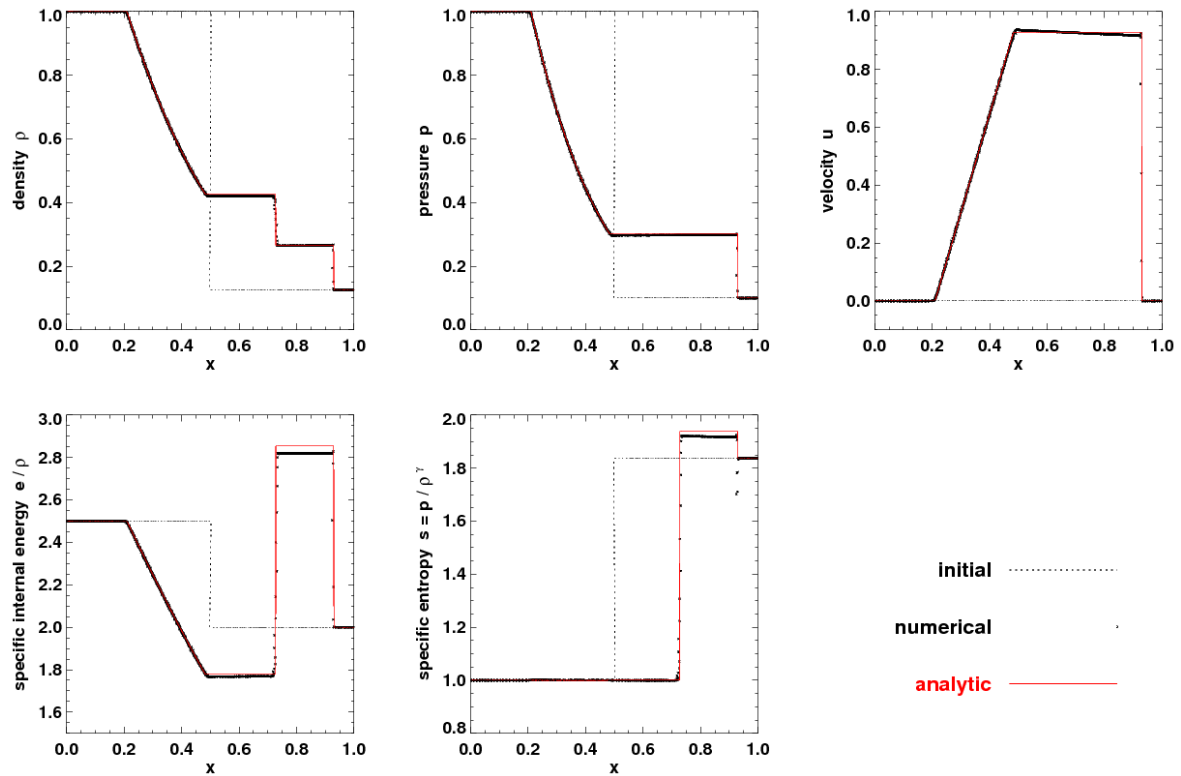 density ρ
1.0
0.8
0.6
0.4
0.2
0.0
0.0 0.2 0.4 0.6 0.8 1.0
x
pressure p
1.0
0.8
0.6
0.4
0.2
0.0
0.0 0.2 0.4 0.6 0.8 1.0
x
velocity u
0.8
0.6
0.4
0.2
0.0
0.0 0.2 0.4 0.6 0.8 1.0
x
specific internal energy e / ρ
3.0
2.8
2.6
2.4
2.2
2.0
1.8
1.6
0.0 0.2 0.4 0.6 0.8 1.0
x
specific entropy s = p / ρ^γ
2.0
1.8
1.6
1.4
1.2
1.0
0.8
0.0 0.2 0.4 0.6 0.8 1.0
x
initial
numerical
analytic